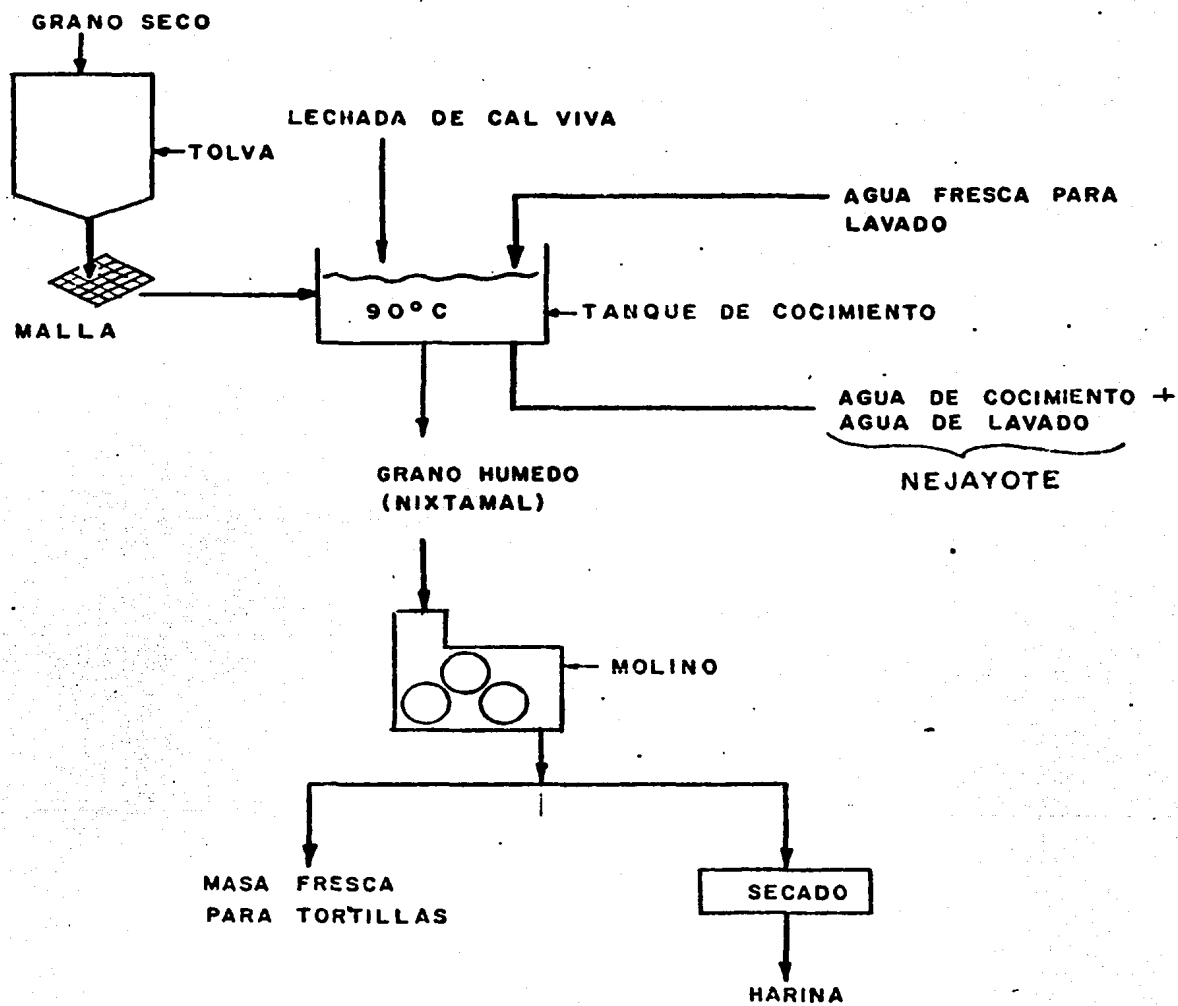 GRANO SECO
TOLVA
LECHADA DE CAL VIVA
AGUA FRESCA PARA
LAVADO
MALLA
90°C
TANQUE DE COCIMIENTO
AGUA DE COCIMIENTO +
AGUA DE LAVADO
NEJAYOTE
GRANO HUMEDO
(NIXTAMAL)
MOLINO
MASA FRESCA
PARA TORTILLAS
SECADO
HARINA